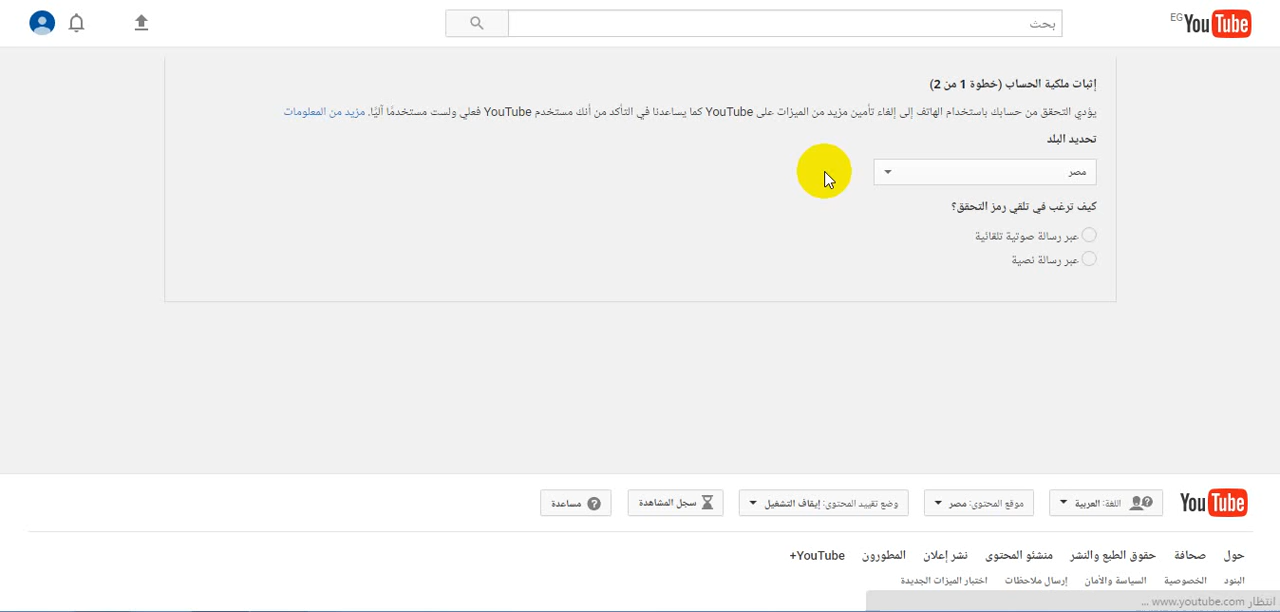 YouTube EG
بحث
إثبات ملكية الحساب (خطوة 1 من 2)
يؤدي التحقق من حسابك باستخدام الهاتف إلى إلغاء تأمين مزيد من الميزات على YouTube كما يساعدنا في التأكد من أنك مستخدم YouTube فعلي ولست مستخدمًا آليًا. مزيد من المعلومات
تحديد البلد
مصر
كيف ترغب في تلقي رمز التحقق؟
عبر رسالة صوتية تلقائية
عبر رسالة نصية
YouTube اللغة: العربية موقع المحتوى: مصر وضع تقييد المحتوى: إيقاف التشغيل سجل المشاهدة مساعدة
حول صحافة حقوق الطبع والنشر منشئو المحتوى نشر إعلان المطورون YouTube+
البنود الخصوصية السياسة والأمان إرسال ملاحظات اختبار الميزات الجديدة
انتظار www.youtube.com ...